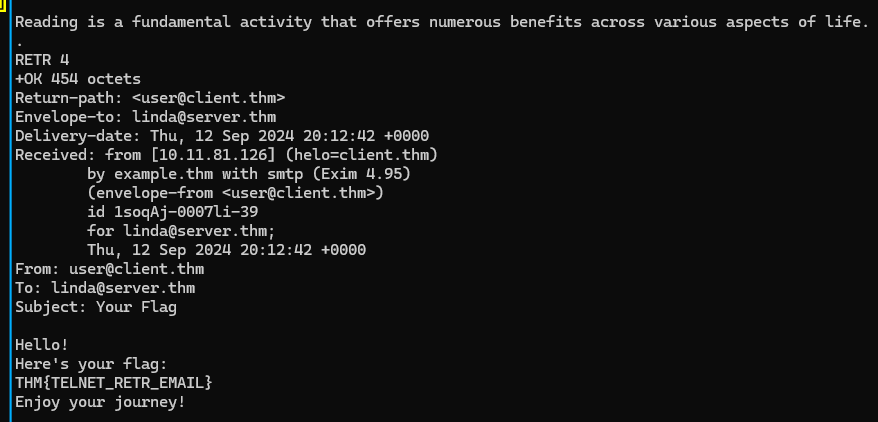 Reading is a fundamental activity that offers numerous benefits across various aspects of life.
.
RETR 4
+OK 454 octets
Return-path: <user@client.thm>
Envelope-to: linda@server.thm
Delivery-date: Thu, 12 Sep 2024 20:12:42 +0000
Received: from [10.11.81.126] (helo=client.thm)
        by example.thm with smtp (Exim 4.95)
        (envelope-from <user@client.thm>)
        id 1soqAj-0007li-39
        for linda@server.thm;
        Thu, 12 Sep 2024 20:12:42 +0000
From: user@client.thm
To: linda@server.thm
Subject: Your Flag

Hello!
Here's your flag:
THM{TELNET_RETR_EMAIL}
Enjoy your journey!